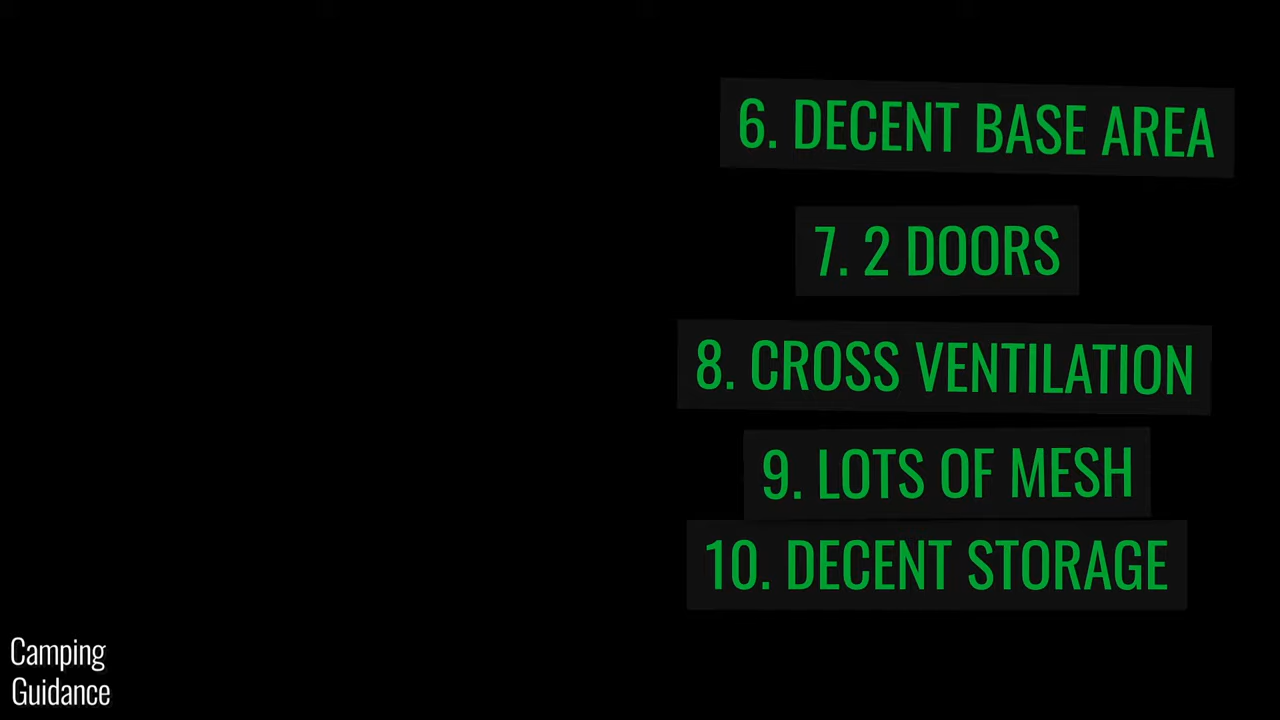 6. DECENT BASE AREA
7. 2 DOORS
8. CROSS VENTILATION
9. LOTS OF MESH
10. DECENT STORAGE
Camping
Guidance